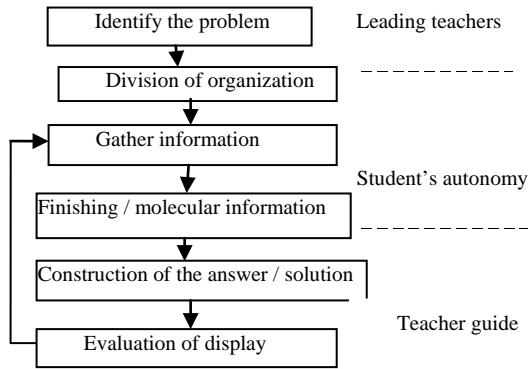 Identify the problem
Leading teachers
Division of organization
Gather information
Student's autonomy
Finishing / molecular information
Construction of the answer / solution
Teacher guide
Evaluation of display